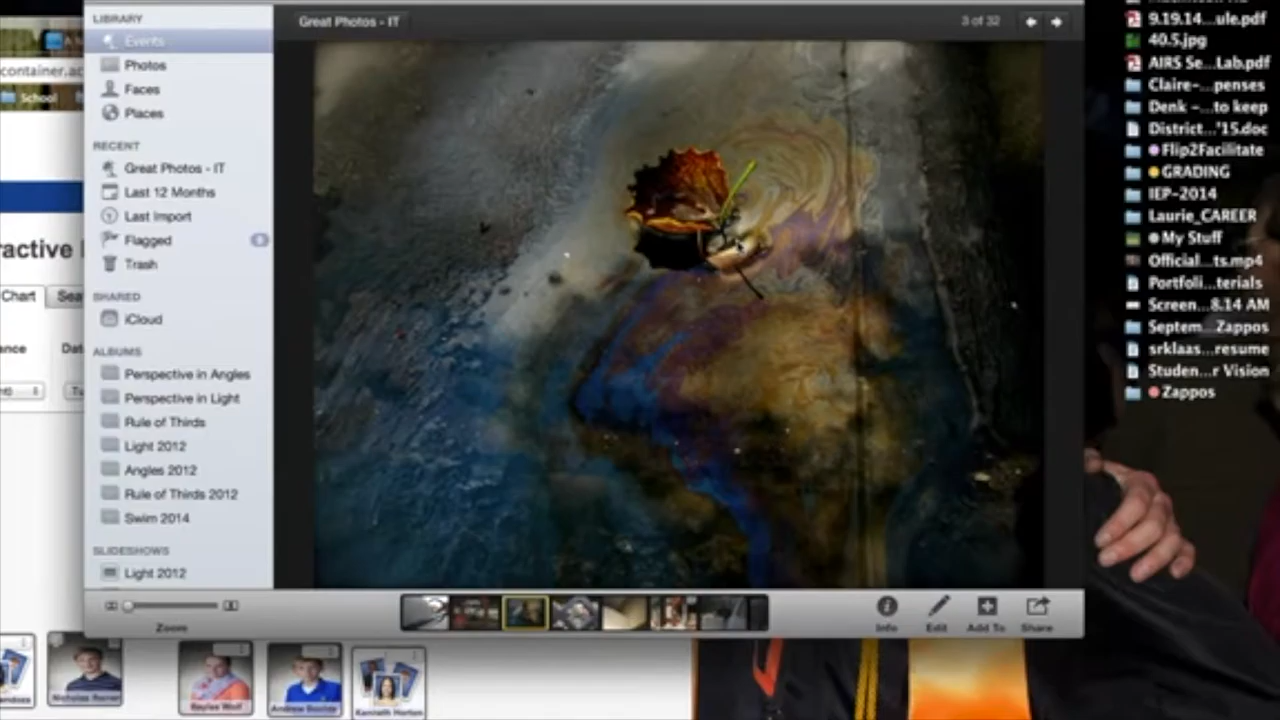 LIBRARY
Events
Photos
Faces
Places
RECENT
Great Photos - IT
Last 12 Months
Last Import
Flagged
Trash
SHARED
iCloud
ALBUMS
Perspective in Angles
Perspective in Light
Rule of Thirds
Light 2012
Angles 2012
Rule of Thirds 2012
Swim 2014
SLIDESHOWS
Light 2012
Zoom
Great Photos - IT
3 of 32
Info
Edit
Add To
Share
container.ac
School
ractive
Chart
Sea
ance
Dat
9.19.14...ule.pdf
40.5.jpg
AIRS Se...Lab.pdf
Claire-...penses
Denk -...to keep
District...'15.doc
Flip2Facilitate
GRADING
IEP-2014
Laurie_CAREER
My Stuff
Official...ts.mp4
Portfoli...terials
Screen...8.14 AM
Septem...Zappos
srklaas...resume
Studen...r Vision
Zappos